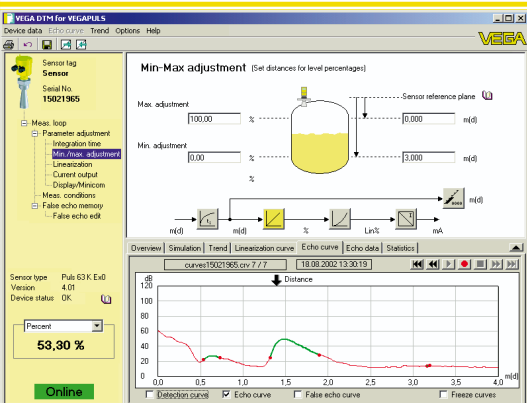 VEGA DTM for VEGAPULS
Device data Echo curve Trend Options Help
VEGA
Sensor tag
Sensor
Serial No.
15021965
Meas. loop
Parameter adjustment
Integration time
Min./max. adjustment
Linearization
Current output
Display/Minicom
Meas. conditions
False echo memory
False echo edit
Sensor type Puls 63 K Ex0
Version 4.01
Device status OK
Percent
53,30 %
Online
Min-Max adjustment (Set distances for level percentages)
Max. adjustment
100,00 %
Sensor reference plane
0,000 m(d)
Min. adjustment
0,00 %
3,000 m(d)
%
m(d)
m(d) m(d) % Lin% mA
Overview Simulation Trend Linearization curve Echo curve Echo data Statistics
curves15021965.crv 7 / 7 18.08.2002 13:30:19
dB
Distance
120
100
80
60
40
20
0
0,0 0,5 1,0 1,5 2,0 2,5 3,0 3,5 4,0 m(d)
Detection curve Echo curve False echo curve Freeze curves